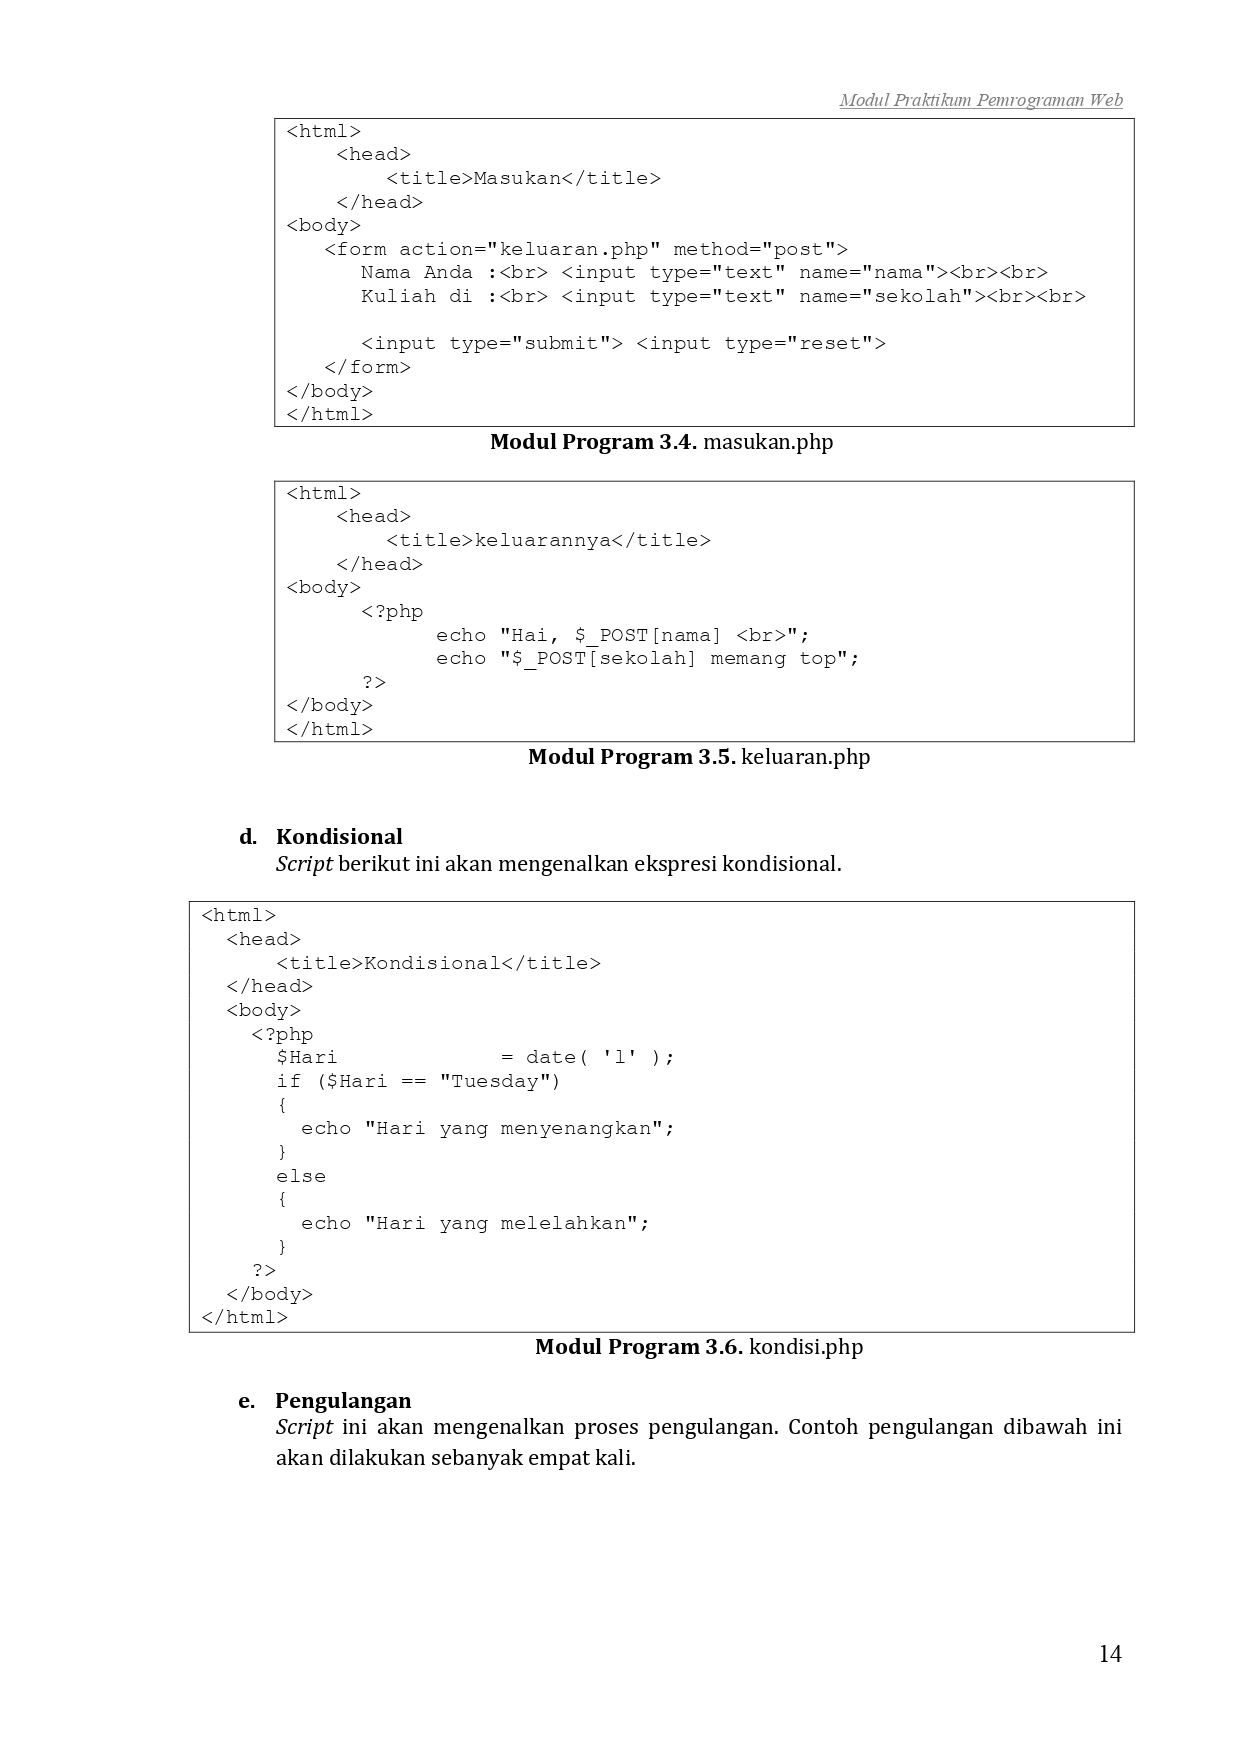 Modul Praktikum Pemrograman Web
<html>
    <head>
        <title>Masukan</title>
    </head>
<body>
   <form action="keluaran.php" method="post">
      Nama Anda :<br> <input type="text" name="nama"><br><br>
      Kuliah di :<br> <input type="text" name="sekolah"><br><br>

      <input type="submit"> <input type="reset">
   </form>
</body>
</html>
Modul Program 3.4. masukan.php
<html>
    <head>
        <title>keluarannya</title>
    </head>
<body>
      <?php
            echo "Hai, $_POST[nama] <br>";
            echo "$_POST[sekolah] memang top";
      ?>
</body>
</html>
Modul Program 3.5. keluaran.php
d. Kondisional
Script berikut ini akan mengenalkan ekspresi kondisional.
<html>
  <head>
      <title>Kondisional</title>
  </head>
  <body>
    <?php
      $Hari             = date( 'l' );
      if ($Hari == "Tuesday")
      {
        echo "Hari yang menyenangkan";
      }
      else
      {
        echo "Hari yang melelahkan";
      }
    ?>
  </body>
</html>
Modul Program 3.6. kondisi.php
e. Pengulangan
Script ini akan mengenalkan proses pengulangan. Contoh pengulangan dibawah ini
akan dilakukan sebanyak empat kali.
14